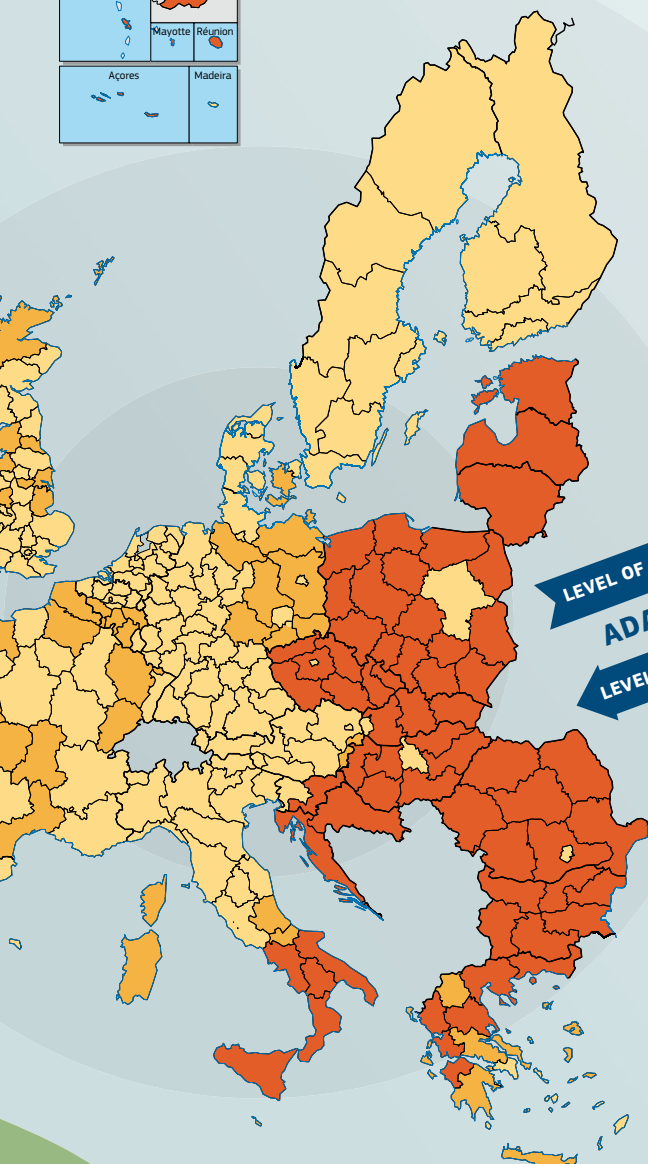 Mayotte
Réunion
Açores
Madeira
LEVEL OF
ADA
LEVEL